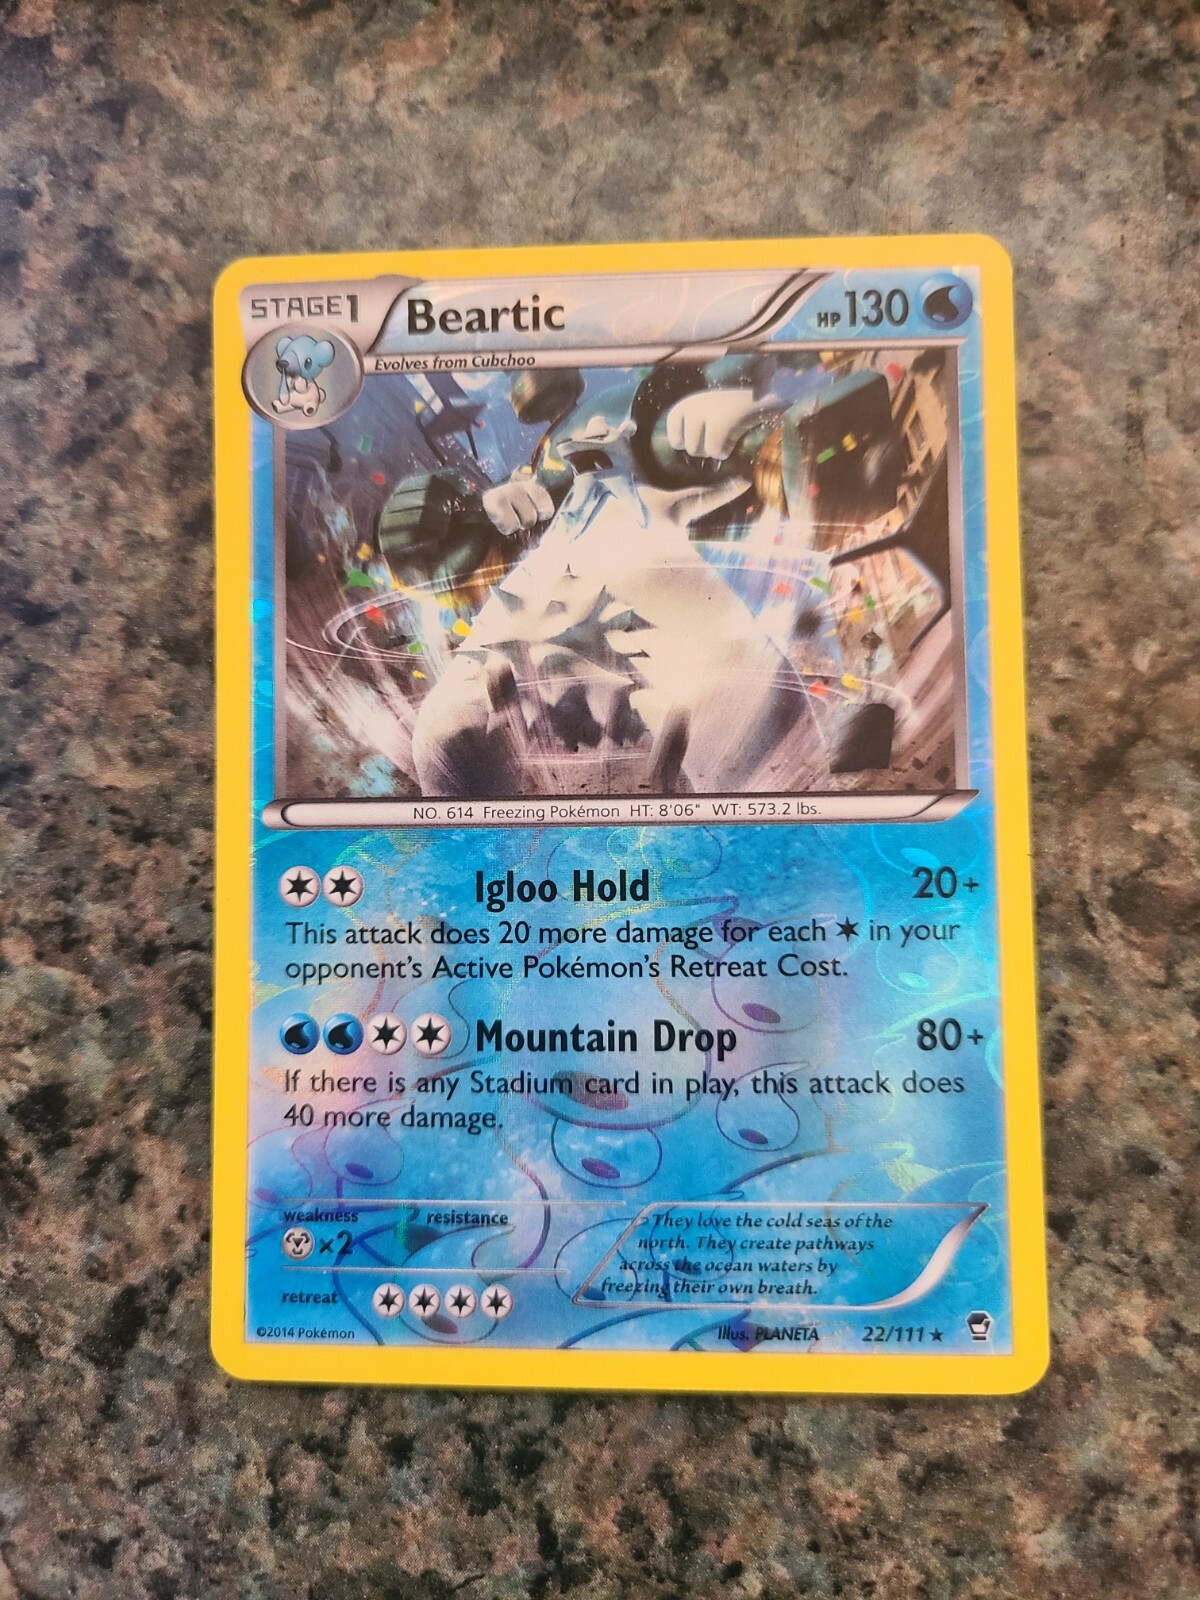 STAGE1
Beartic
HP130
Evolves from Cubchoo
NO. 614 Freezing Pokémon HT: 8'06" WT: 573.2 lbs.
Igloo Hold 20+
This attack does 20 more damage for each in your
opponent's Active Pokémon's Retreat Cost.
Mountain Drop 80+
If there is any Stadium card in play, this attack does
40 more damage.
weakness resistance
×2
retreat
They love the cold seas of the
north. They create pathways
across the ocean waters by
freezing their own breath.
©2014 Pokémon
Illus. PLANETA 22/111★